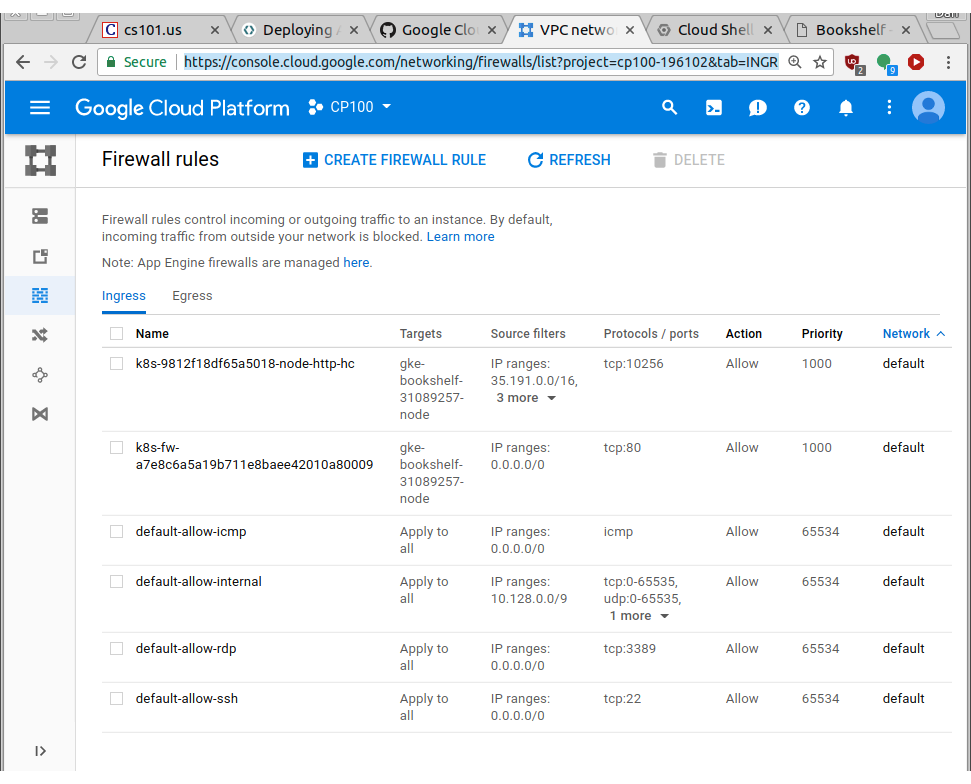 Dan
cs101.us
Deploying
Google Clo
VPC netwo
Cloud Shell
Bookshelf
Secure
https://console.cloud.google.com/networking/firewalls/list?project=cp100-196102&tab=INGR
2
9
Google Cloud Platform
CP100
Firewall rules
CREATE FIREWALL RULE
REFRESH
DELETE
Firewall rules control incoming or outgoing traffic to an instance. By default,
incoming traffic from outside your network is blocked. Learn more
Note: App Engine firewalls are managed here.
Ingress Egress
Name Targets Source filters Protocols / ports Action Priority Network
k8s-9812f18df65a5018-node-http-hc gke- IP ranges: tcp:10256 Allow 1000 default
bookshelf- 35.191.0.0/16,
31089257- 3 more
node
k8s-fw- gke- IP ranges: tcp:80 Allow 1000 default
a7e8c6a5a19b711e8baee42010a80009 bookshelf- 0.0.0.0/0
31089257-
node
default-allow-icmp Apply to IP ranges: icmp Allow 65534 default
all 0.0.0.0/0
default-allow-internal Apply to IP ranges: tcp:0-65535, Allow 65534 default
all 10.128.0.0/9 udp:0-65535,
1 more
default-allow-rdp Apply to IP ranges: tcp:3389 Allow 65534 default
all 0.0.0.0/0
default-allow-ssh Apply to IP ranges: tcp:22 Allow 65534 default
all 0.0.0.0/0